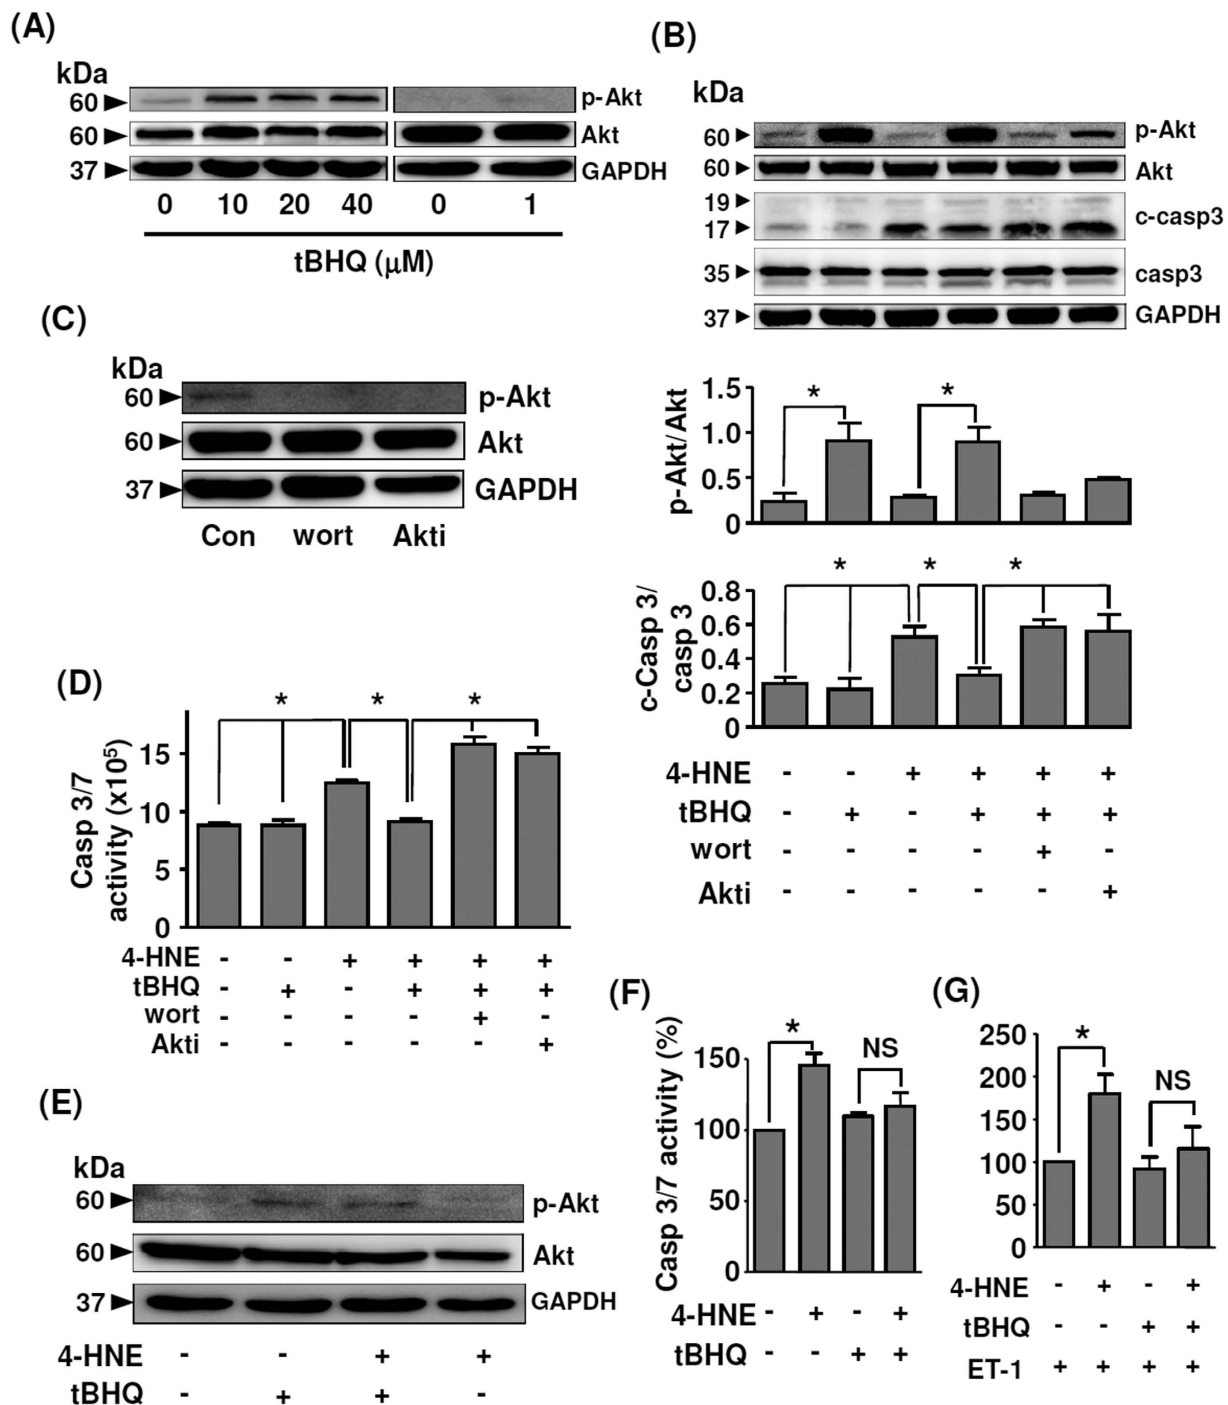 (A)
kDa
60 p-Akt
60 Akt
37 GAPDH
0 10 20 40 0 1
tBHQ (μM)
(B)
kDa
60 p-Akt
60 Akt
19
17 c-casp3
35 casp3
37 GAPDH
1.5
1.0
0.5
0
p-Akt/Akt
* *
0.8
0.6
0.4
0.2
0
c-Casp 3/
casp 3
* * *
4-HNE - - + + + +
tBHQ - + - + + +
wort - - - - + -
Akti - - - - - +
(C)
kDa
60 p-Akt
60 Akt
37 GAPDH
Con wort Akti
(D)
15
10
5
0
Casp 3/7
activity (x10⁵)
* * *
4-HNE - - + + + +
tBHQ - + - + + +
wort - - - - + -
Akti - - - - - +
(E)
kDa
60 p-Akt
60 Akt
37 GAPDH
4-HNE - - + +
tBHQ - + + -
(F)
150
100
50
0
Casp 3/7 activity (%)
* NS
4-HNE - + - +
tBHQ - - + +
(G)
250
200
150
100
50
0
* NS
4-HNE - + - +
tBHQ - - + +
ET-1 + + + +